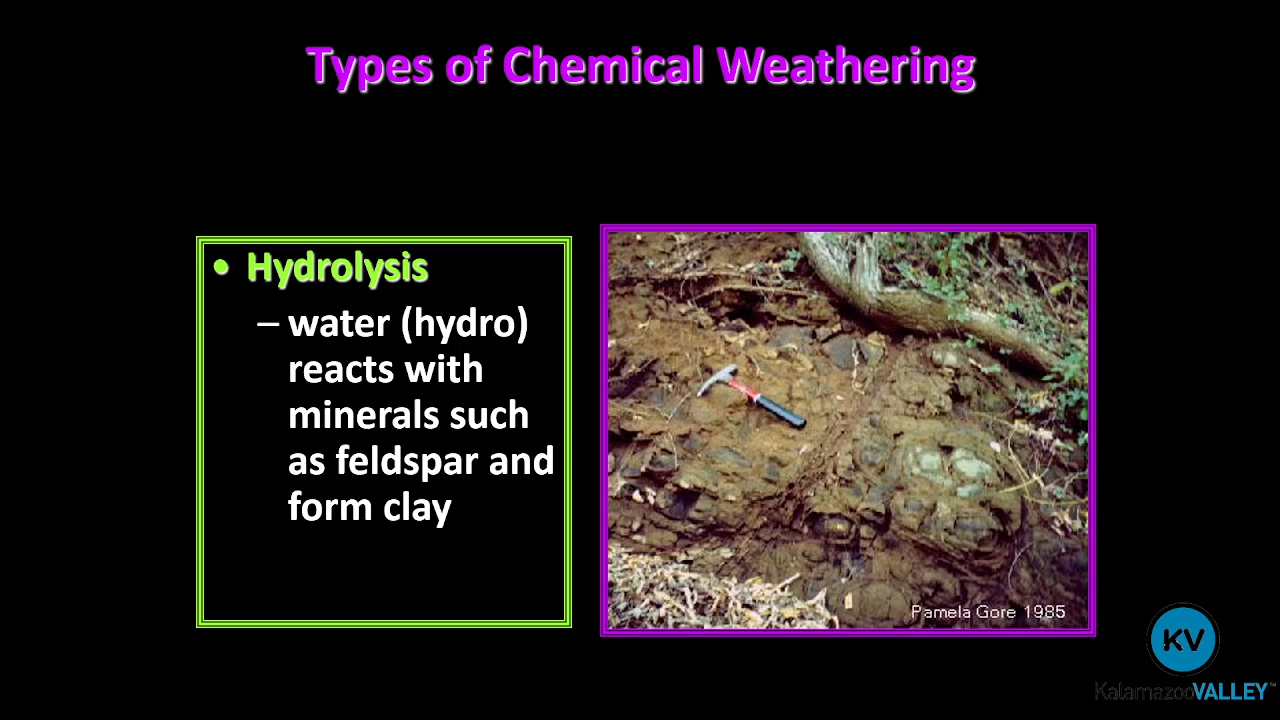 Types of Chemical Weathering
• Hydrolysis
– water (hydro)
reacts with
minerals such
as feldspar and
form clay
Pamela Gore 1985
KV
KalamazooVALLEY™